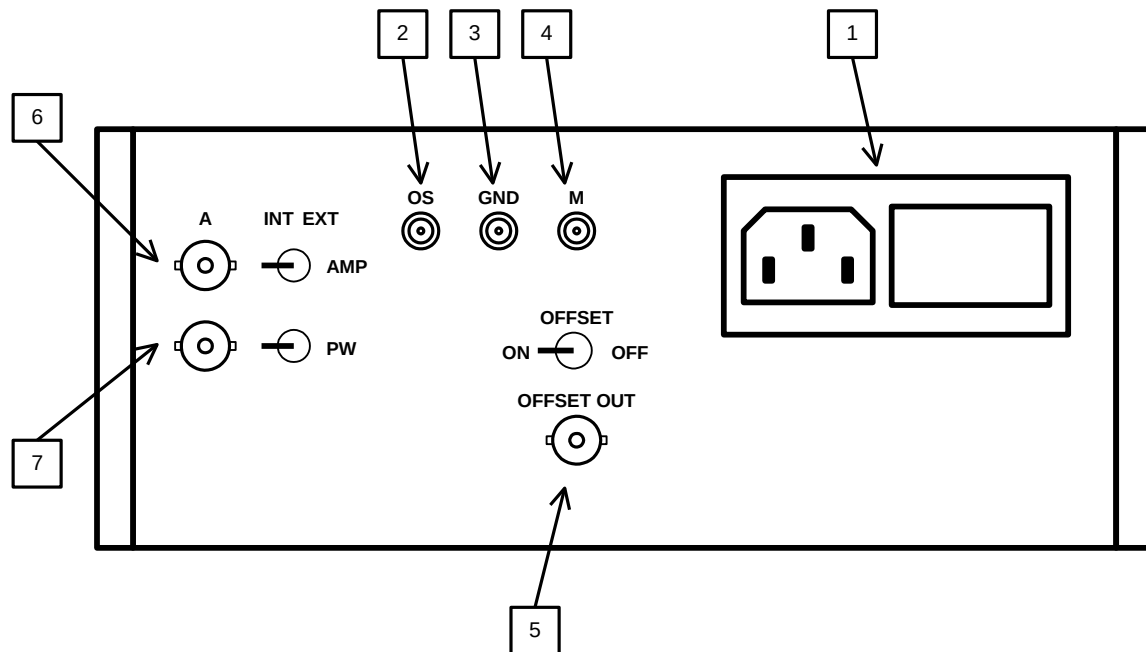 2 3 4 1
6
OS GND M
A INT EXT
AMP
OFFSET
PW
ON OFF
OFFSET OUT
7
5